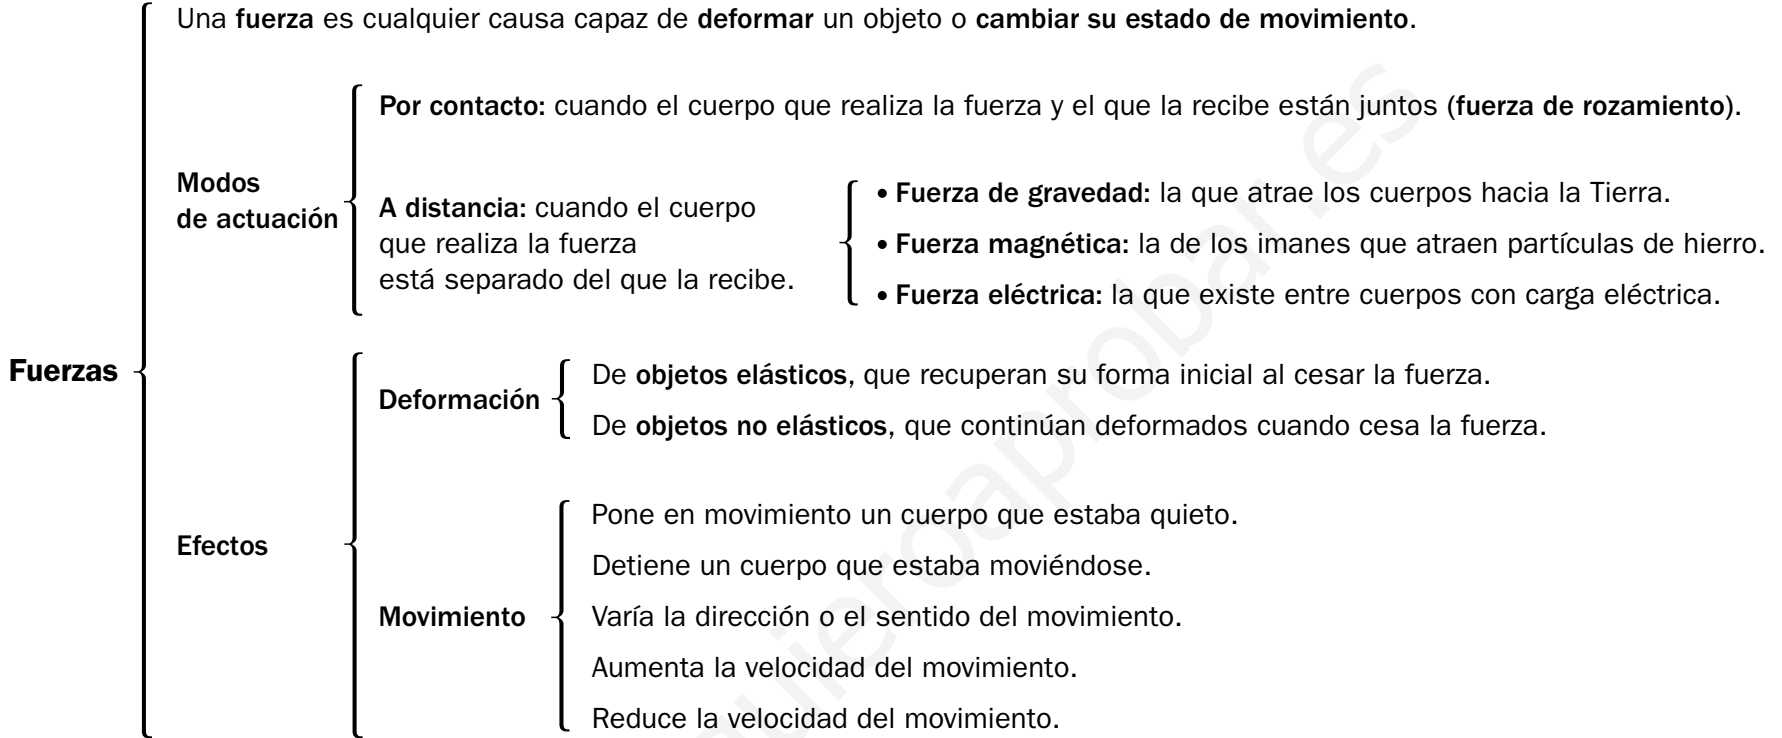 Una fuerza es cualquier causa capaz de deformar un objeto o cambiar su estado de movimiento.
Por contacto: cuando el cuerpo que realiza la fuerza y el que la recibe están juntos (fuerza de rozamiento).
Modos
de actuación
A distancia: cuando el cuerpo
que realiza la fuerza
está separado del que la recibe.
• Fuerza de gravedad: la que atrae los cuerpos hacia la Tierra.
• Fuerza magnética: la de los imanes que atraen partículas de hierro.
• Fuerza eléctrica: la que existe entre cuerpos con carga eléctrica.
Fuerzas
Deformación
De objetos elásticos, que recuperan su forma inicial al cesar la fuerza.
De objetos no elásticos, que continúan deformados cuando cesa la fuerza.
Efectos
Movimiento
Pone en movimiento un cuerpo que estaba quieto.
Detiene un cuerpo que estaba moviéndose.
Varía la dirección o el sentido del movimiento.
Aumenta la velocidad del movimiento.
Reduce la velocidad del movimiento.
quieroaprobar.es